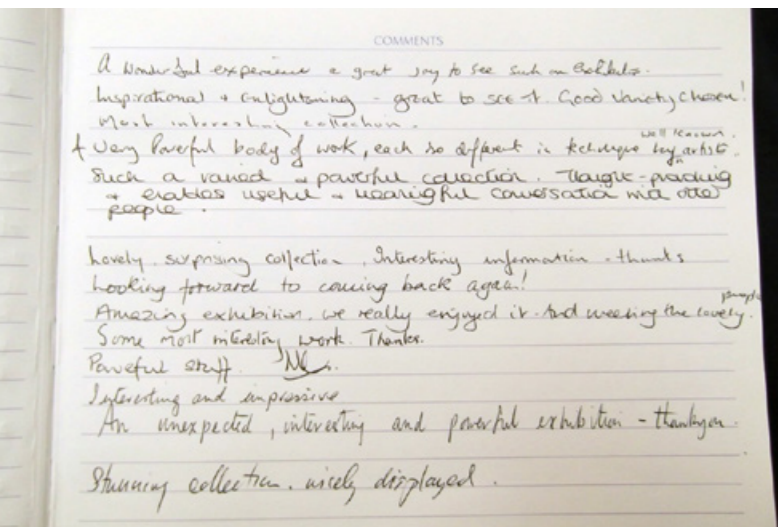 COMMENTS
A wonderful experience a great joy to see such an exhibits.
Inspirational + Enlightening - great to see it. Good variety chosen!
Most interesting collection.
A very Powerful body of work, each so different in technique by well known artist.
Such a varied + powerful collection. Thought-provoking
+ enables useful + meaningful conversation with other
people.
Lovely, surprising collection. Interesting information - thanks
Looking forward to coming back again!
Amazing exhibition. we really enjoyed it. And meeting the lovely people.
Some most interesting work. Thanks.
Powerful stuff.
Interesting and impressive
An unexpected, interesting and powerful exhibition - thankyou.
Stunning collection. nicely displayed.